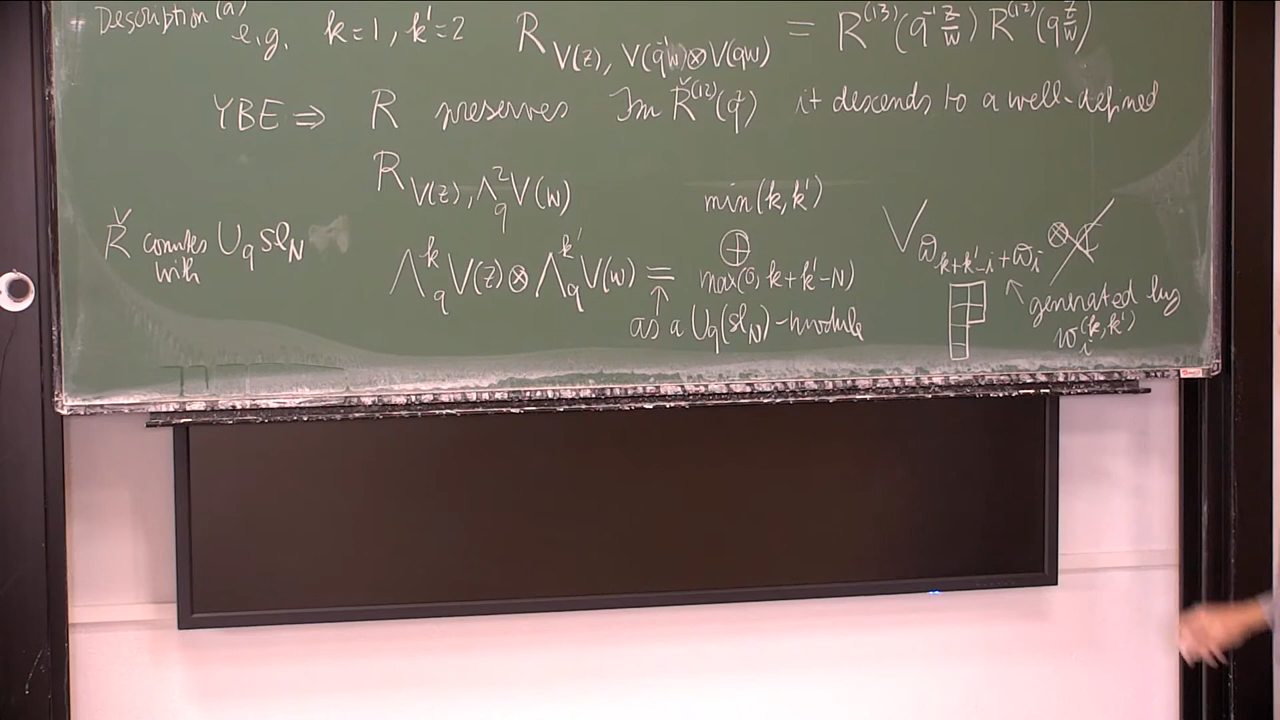 Description (a)
e.g. k=1, k'=2 R_{V(z), V(q^{-1}w)⊗V(qw)} = R^{(13)}(q^{-1} z/w) R^{(12)}(q z/w)
YBE ⇒ R preserves Im Ř^{(12)}(q²) it descends to a well-defined
R_{V(z), Λ_q^2 V(w)}
Ř commutes with U_q sl_N
Λ_q^k V(z) ⊗ Λ_q^{k'} V(w) = ⊕_{max(0, k+k'-N)}^{min(k,k')} V_{ϖ_{k+k'-i}+ϖ_i}
↑ as a U_q(sl_N)-module
↖ generated by
w_i^{(k,k')}